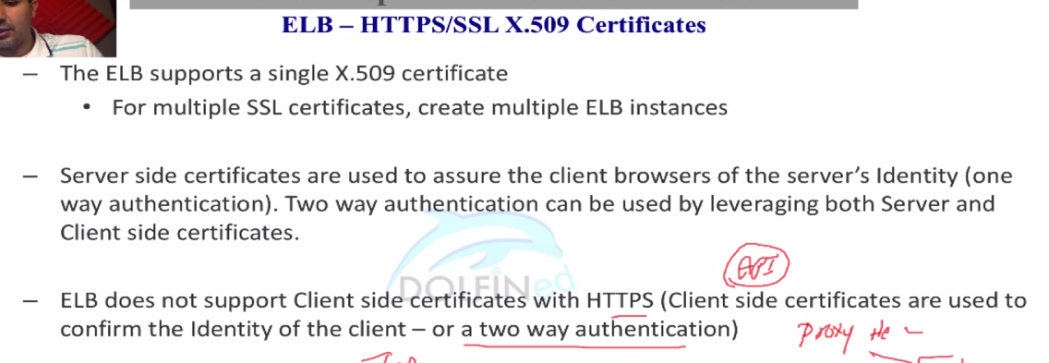 ELB – HTTPS/SSL X.509 Certificates
– The ELB supports a single X.509 certificate
• For multiple SSL certificates, create multiple ELB instances
– Server side certificates are used to assure the client browsers of the server's Identity (one
way authentication). Two way authentication can be used by leveraging both Server and
Client side certificates.
DOLFINed
– ELB does not support Client side certificates with HTTPS (Client side certificates are used to
confirm the Identity of the client – or a two way authentication)
Proxy